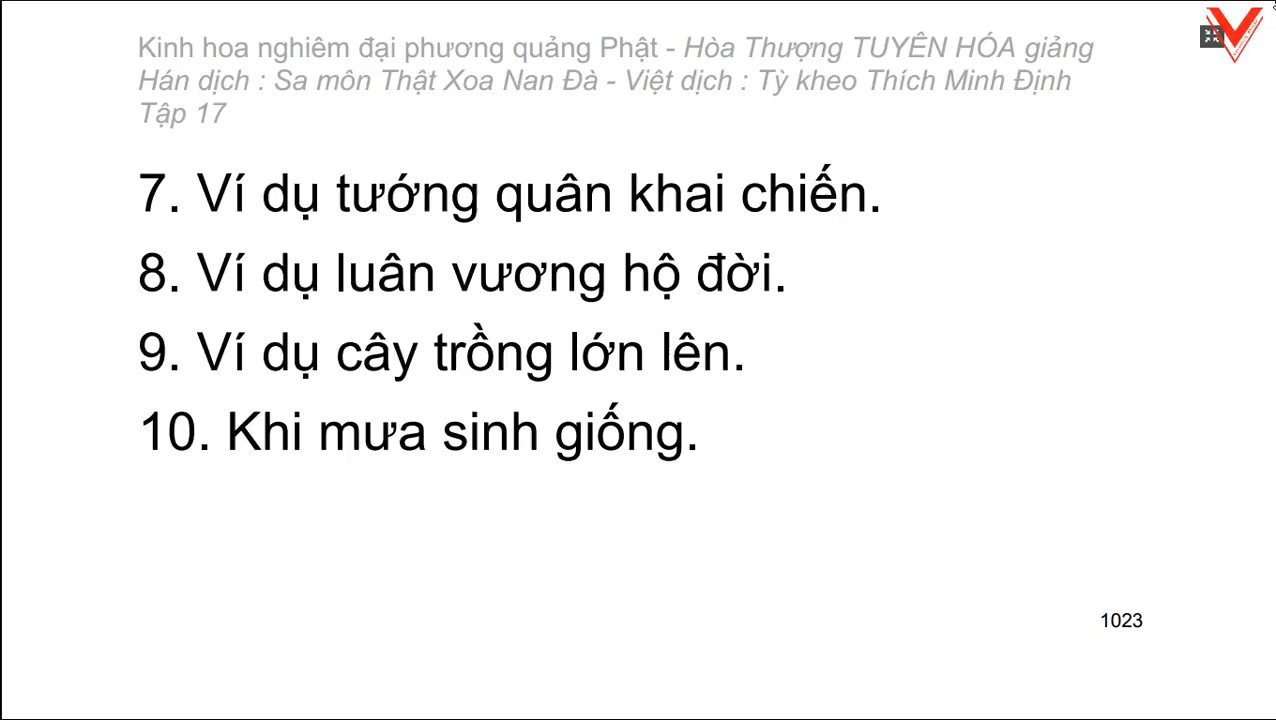 Kinh hoa nghiêm đại phương quảng Phật - Hòa Thượng TUYÊN HÓA giảng
Hán dịch : Sa môn Thật Xoa Nan Đà - Việt dịch : Tỳ kheo Thích Minh Định
Tập 17
7. Ví dụ tướng quân khai chiến.
8. Ví dụ luân vương hộ đời.
9. Ví dụ cây trồng lớn lên.
10. Khi mưa sinh giống.
1023